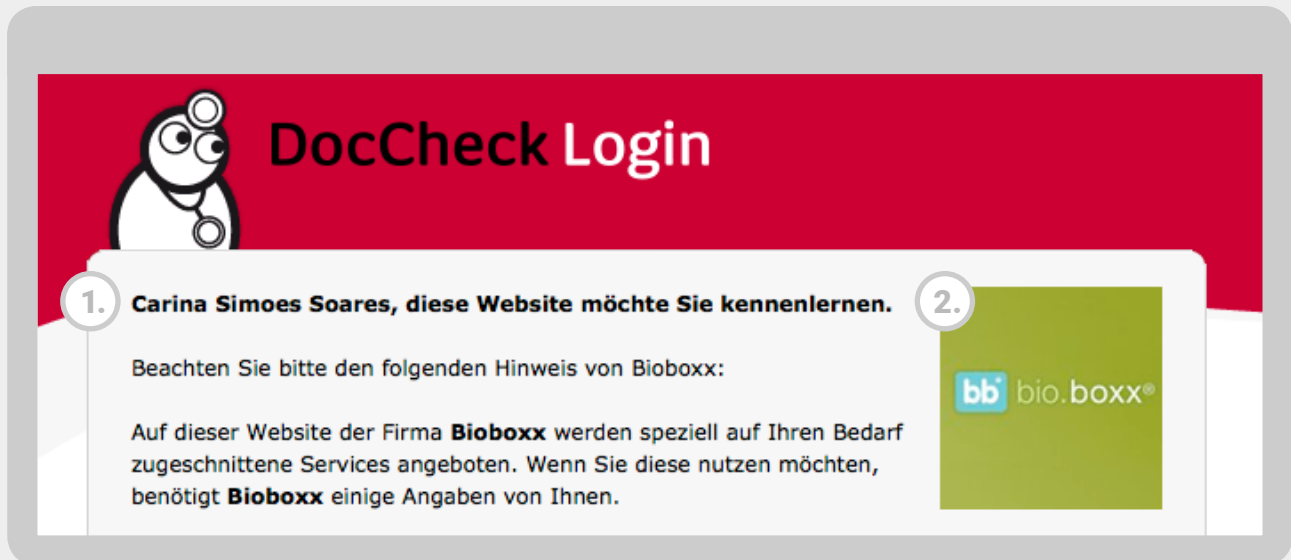 DocCheck Login
1.
Carina Simoes Soares, diese Website möchte Sie kennenlernen.
2.
Beachten Sie bitte den folgenden Hinweis von Bioboxx:
bb bio.boxx®
Auf dieser Website der Firma Bioboxx werden speziell auf Ihren Bedarf
zugeschnittene Services angeboten. Wenn Sie diese nutzen möchten,
benötigt Bioboxx einige Angaben von Ihnen.